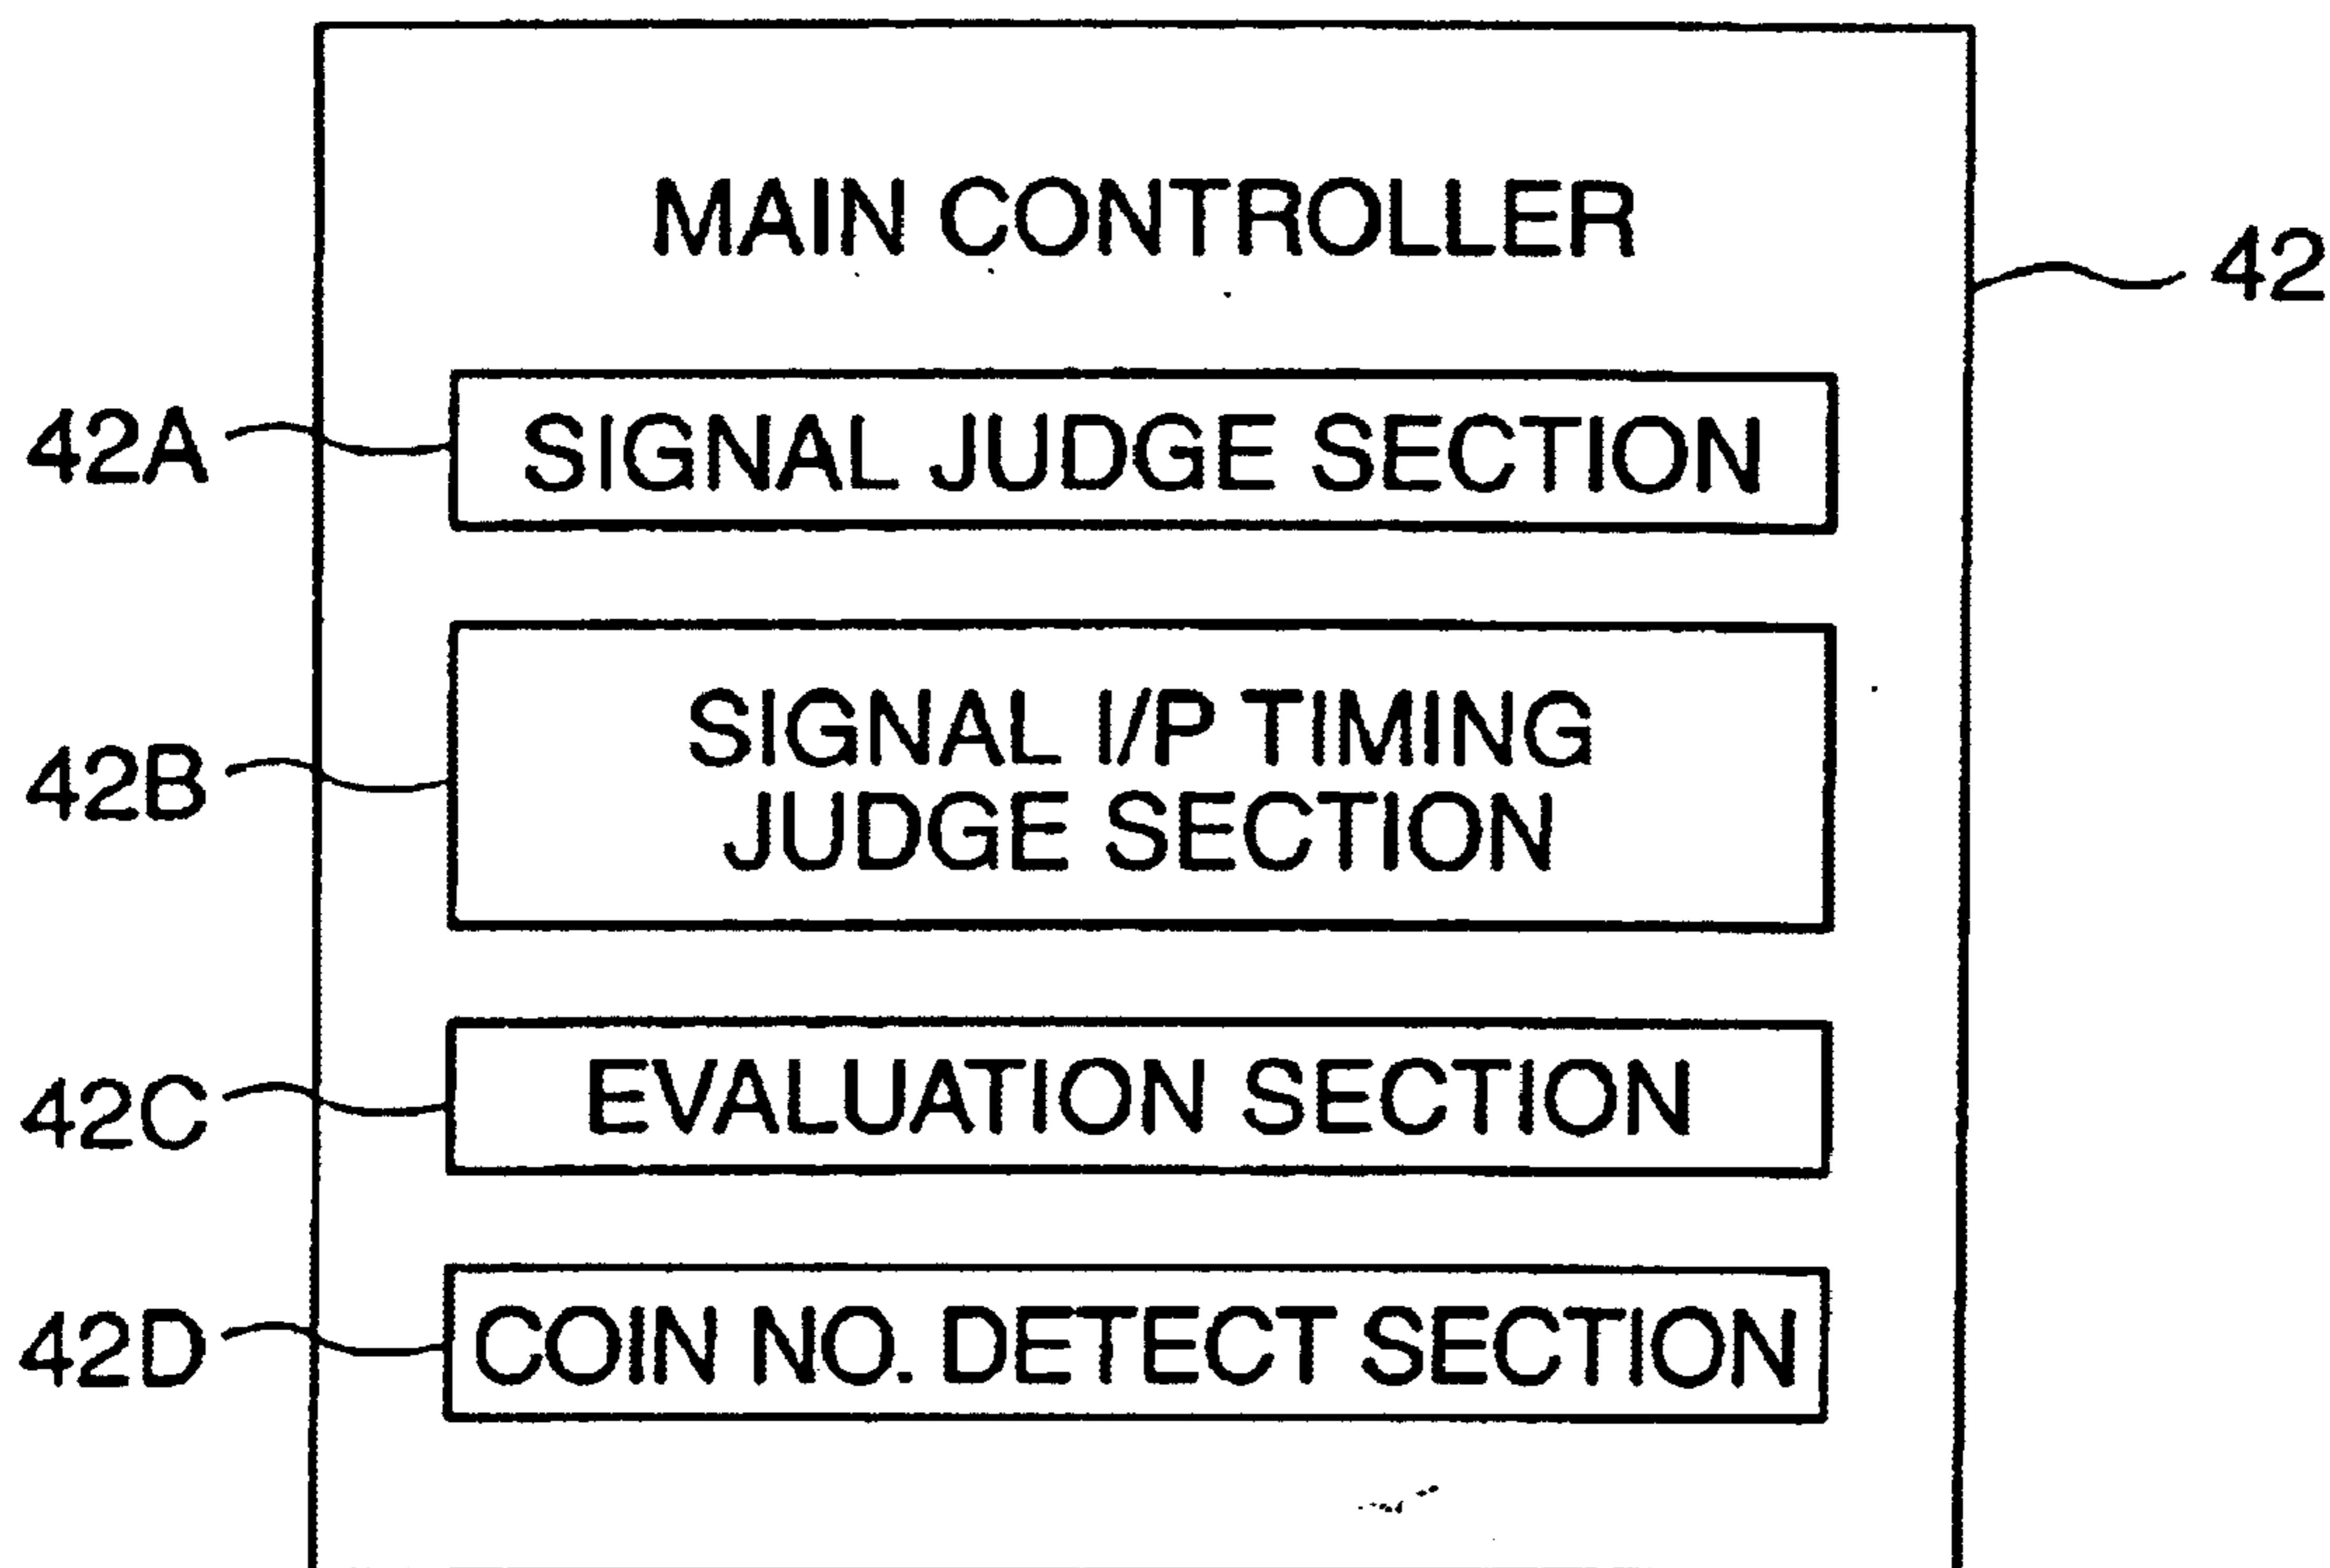 MAIN CONTROLLER
42
42A
SIGNAL JUDGE SECTION
42B
SIGNAL I/P TIMING
JUDGE SECTION
42C
EVALUATION SECTION
42D
COIN NO. DETECT SECTION